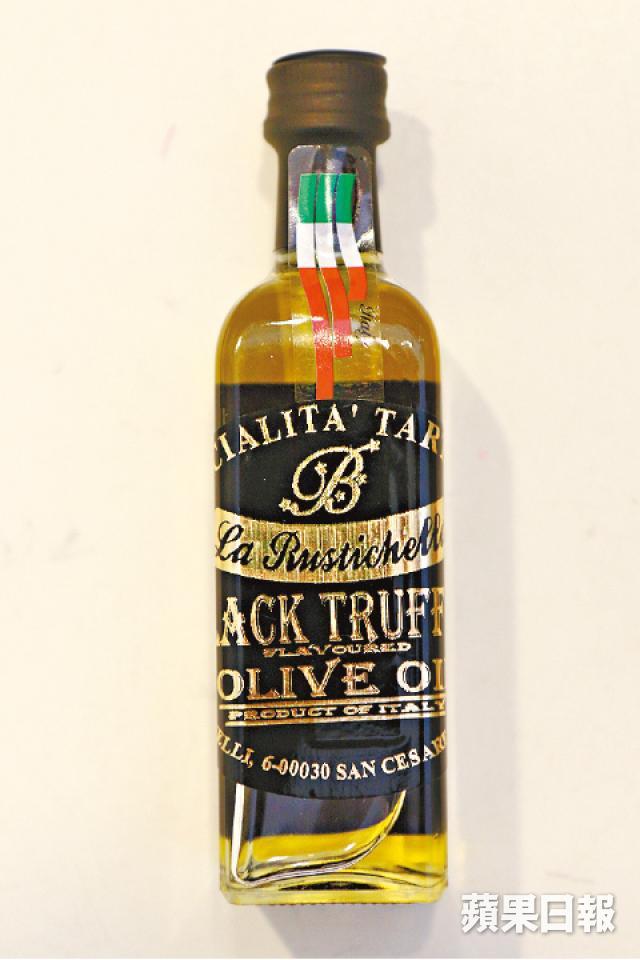 CIALITA' TAR
B
La Rustichell
ACK TRUFF
FLAVOURED
OLIVE OI
PRODUCT OF ITALY
ELLI, 6-00030 SAN CESAR
蘋果日報